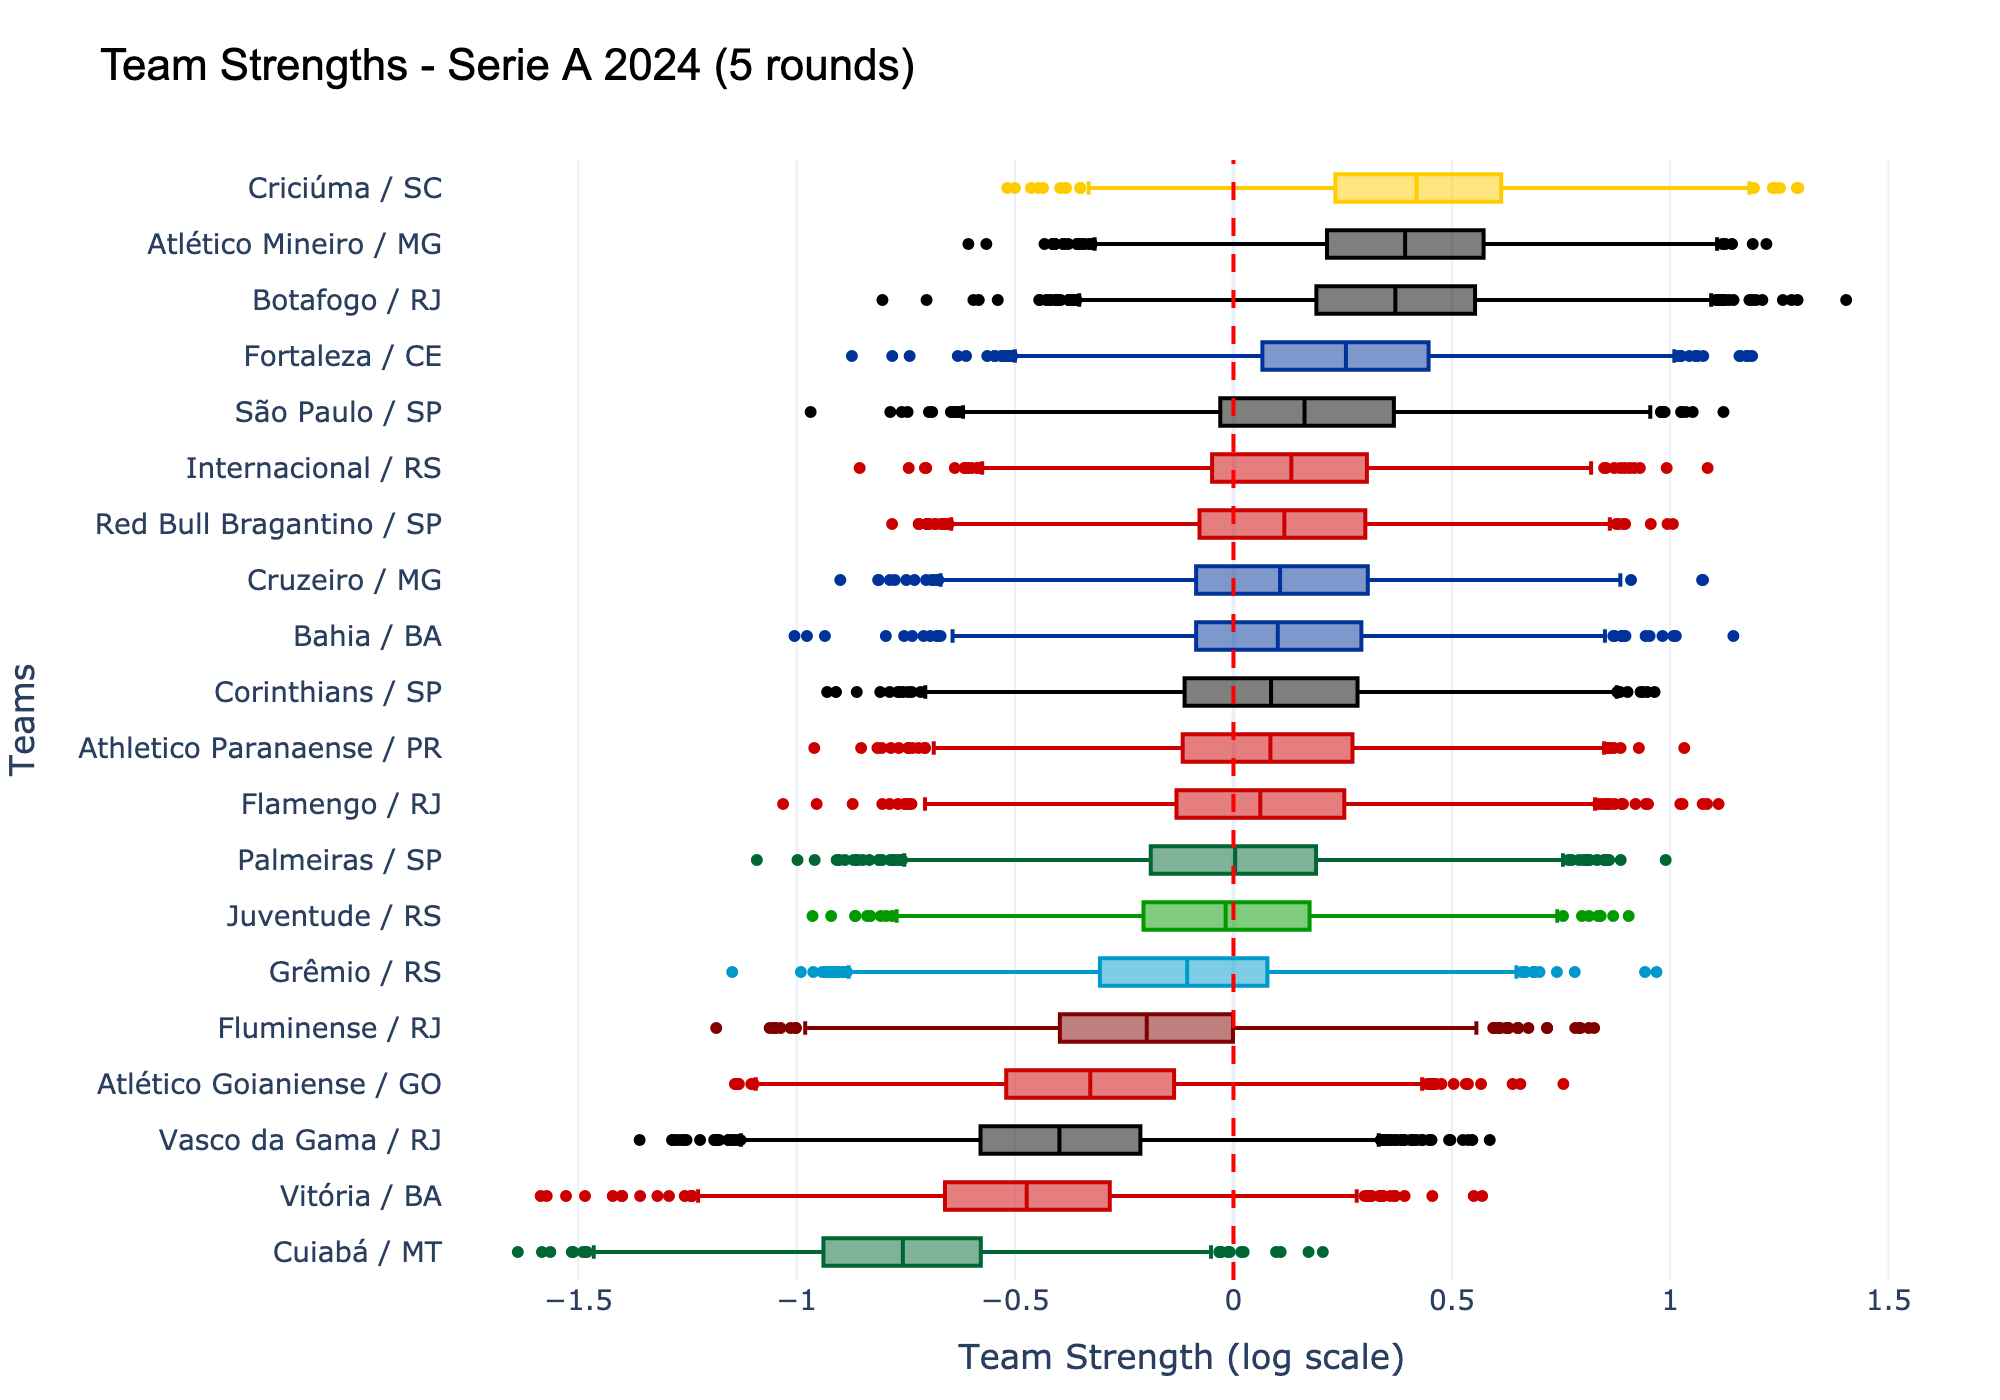 Team Strengths - Serie A 2024 (5 rounds)
Criciúma / SC
Atlético Mineiro / MG
Botafogo / RJ
Fortaleza / CE
São Paulo / SP
Internacional / RS
Red Bull Bragantino / SP
Cruzeiro / MG
Bahia / BA
Corinthians / SP
Athletico Paranaense / PR
Flamengo / RJ
Palmeiras / SP
Juventude / RS
Grêmio / RS
Fluminense / RJ
Atlético Goianiense / GO
Vasco da Gama / RJ
Vitória / BA
Cuiabá / MT
Teams
−1.5 −1 −0.5 0 0.5 1 1.5
Team Strength (log scale)